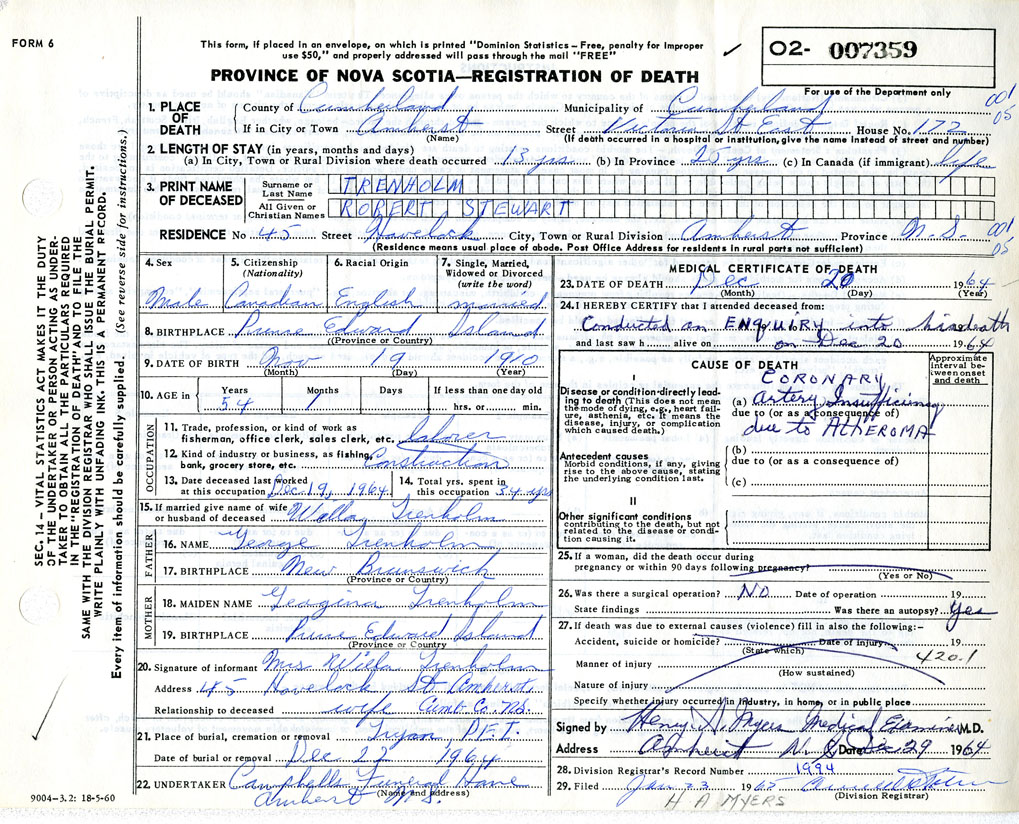 FORM 6
This form, if placed in an envelope, on which is printed "Dominion Statistics – Free, penalty for improper
use $50," and properly addressed will pass through the mail "FREE"
O2- 007359
For use of the Department only
PROVINCE OF NOVA SCOTIA—REGISTRATION OF DEATH
1. PLACE OF DEATH
County of Cumberland Municipality of Cumberland 001
If in City or Town Amherst Street Victoria St East House No. 172 05
(Name) (If death occurred in a hospital or institution, give name instead of street and number)
2. LENGTH OF STAY (in years, months and days)
(a) In City, Town or Rural Division where death occurred 13 yrs (b) In Province 25 yrs (c) In Canada (if immigrant) life
3. PRINT NAME OF DECEASED
Surname or Last Name TRENHOLM
All Given or Christian Names ROBERT STEWART
RESIDENCE No 45 Street Havelock City, Town or Rural Division Amherst Province N.S. 001 05
(Residence means usual place of abode. Post Office Address for residents in rural parts not sufficient)
4. Sex Male
5. Citizenship (Nationality) Canadian
6. Racial Origin English
7. Single, Married, Widowed or Divorced (write the word) married
8. BIRTHPLACE Prince Edward Island
(Province or Country)
9. DATE OF BIRTH Nov 19 1910
(Month) (Day) (Year)
10. AGE in Years 54 Months 1 Days If less than one day old hrs. or min.
OCCUPATION
11. Trade, profession, or kind of work as
fisherman, office clerk, sales clerk, etc. Laborer
12. Kind of industry or business, as fishing,
bank, grocery store, etc. Construction
13. Date deceased last worked
at this occupation Dec 19, 1964
14. Total yrs. spent in
this occupation 34 yrs
15. If married give name of wife
or husband of deceased Trenholm
FATHER
16. NAME George Trenholm
17. BIRTHPLACE New Brunswick
(Province or Country)
MOTHER
18. MAIDEN NAME Georgina Trenholm
19. BIRTHPLACE Prince Edward Island
(Province or Country)
20. Signature of informant Mrs Trenholm
Address 45 Havelock St Amherst,
Relationship to deceased wife Cumb. Co. N.S.
21. Place of burial, cremation or removal Tryon P.E.I.
Date of burial or removal Dec 22 1964
22. UNDERTAKER Campbells Funeral Home
(Name and address)
Amherst N.S.
9004-3.2: 18-5-60
MEDICAL CERTIFICATE OF DEATH
23. DATE OF DEATH Dec 20 1964
(Month) (Day) (Year)
24. I HEREBY CERTIFY that I attended deceased from:
Conducted an ENQUIRY into his death
and last saw h alive on on Dec 20 1964
CAUSE OF DEATH
Approximate interval between onset and death
I
Disease or condition directly leading to death (This does not mean the mode of dying, e.g., heart failure, asthenia, etc. It means the disease, injury, or complication which caused death.)
CORONARY
(a) Artery Insufficiency
due to (or as a consequence of)
due to ATHEROMA
Antecedent causes
Morbid conditions, if any, giving rise to the above cause, stating the underlying condition last.
(b)
due to (or as a consequence of)
(c)
II
Other significant conditions
contributing to the death, but not related to the disease or condition causing it.
25. If a woman, did the death occur during
pregnancy or within 90 days following pregnancy?
(Yes or No)
26. Was there a surgical operation? NO Date of operation 19
State findings Was there an autopsy? Yes
27. If death was due to external causes (violence) fill in also the following:–
Accident, suicide or homicide? Date of injury 19
(State which) 420.1
Manner of injury
(How sustained)
Nature of injury
Specify whether injury occurred in industry, in home, or in public place
Signed by Henry A. Myers Medical Examiner M.D.
Address Amherst N.S. Date Dec 29 1964
28. Division Registrar's Record Number 1994
29. Filed Jan 23 1965
(Division Registrar)
H A MYERS
SEC. 14 – VITAL STATISTICS ACT MAKES IT THE DUTY
OF THE UNDERTAKER OR PERSON ACTING AS UNDER-
TAKER TO OBTAIN ALL THE PARTICULARS REQUIRED
IN THE "REGISTRATION OF DEATH" AND TO FILE THE
SAME WITH THE DIVISION REGISTRAR WHO SHALL ISSUE THE BURIAL PERMIT.
WRITE PLAINLY WITH UNFADING INK. THIS IS A PERMANENT RECORD.
Every item of information should be carefully supplied. (See reverse side for instructions.)